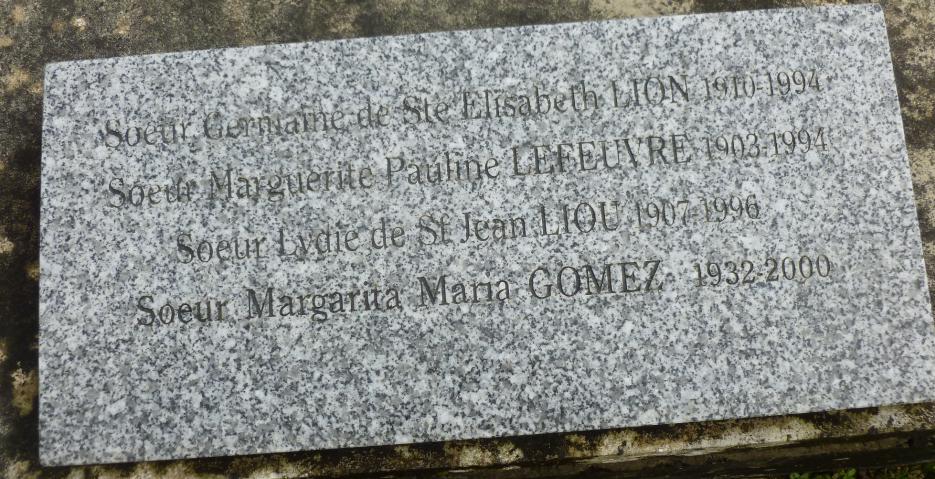 Soeur Germaine de Ste Elisabeth LION 1910-1994
Soeur Marguerite Pauline LEFEUVRE 1903-1994
Soeur Lydie de St Jean LIOU 1907-1996
Soeur Margarita Maria GOMEZ 1932-2000